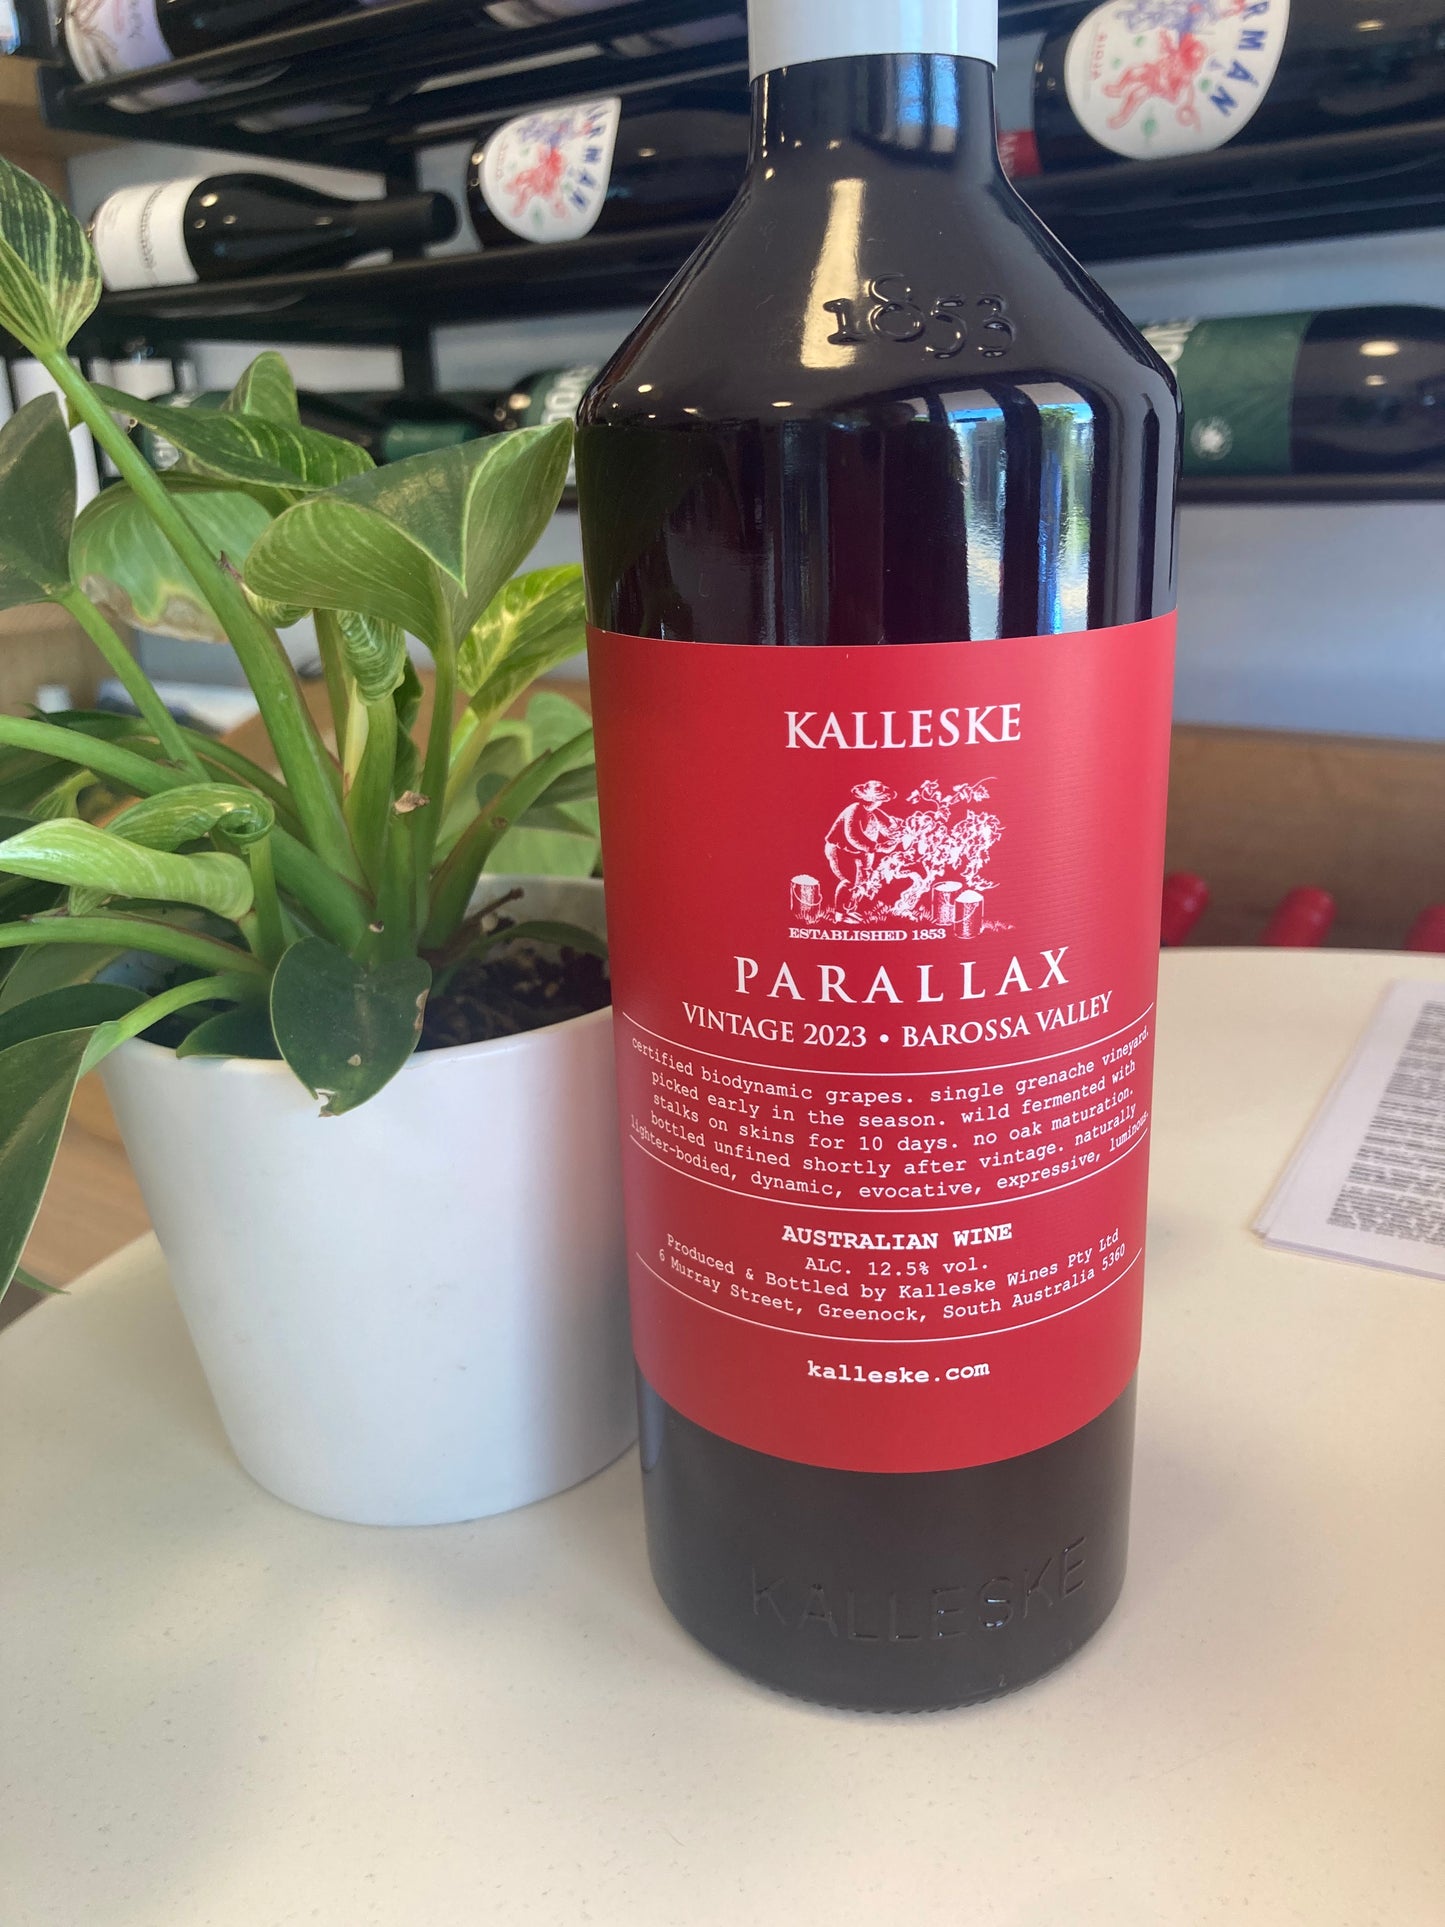 ARMÁN
RIOJA
ARMÁN
1853
KALLESKE
ESTABLISHED 1853
PARALLAX
VINTAGE 2023 • BAROSSA VALLEY
certified biodynamic grapes. single grenache vineyard.
picked early in the season. wild fermented with
stalks on skins for 10 days. no oak maturation.
bottled unfined shortly after vintage. naturally
lighter-bodied, dynamic, evocative, expressive, luminous.
AUSTRALIAN WINE
ALC. 12.5% vol.
Produced & Bottled by Kalleske Wines Pty Ltd
6 Murray Street, Greenock, South Australia 5360
kalleske.com
KALLESKE